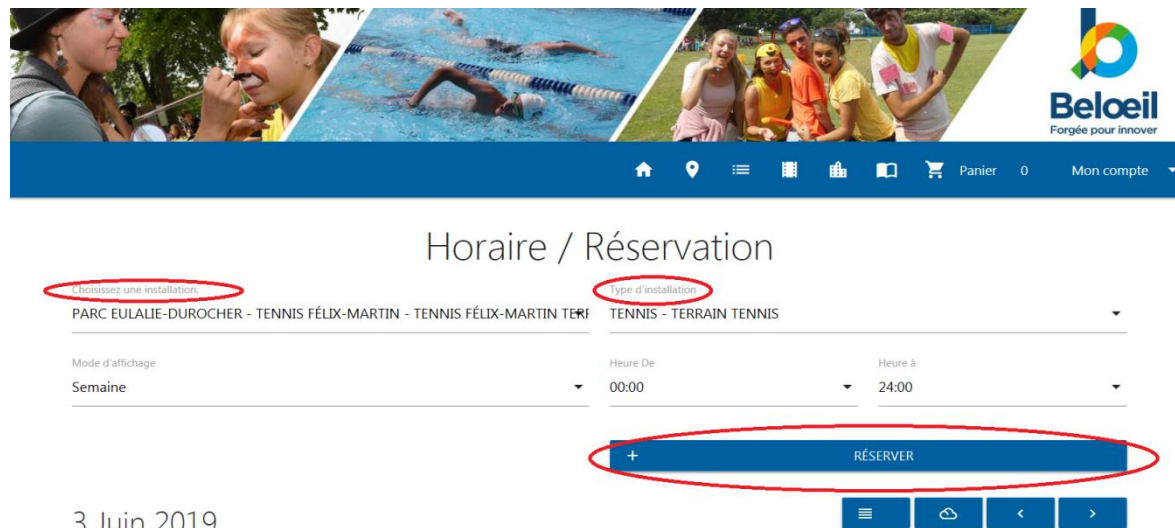 Beloeil
Forgée pour innover
Panier 0 Mon compte
Horaire / Réservation
Choisissez une installation. Type d'installation
PARC EULALIE-DUROCHER - TENNIS FÉLIX-MARTIN - TENNIS FÉLIX-MARTIN TENNIS - TERRAIN TENNIS
Mode d'affichage Heure De Heure à
Semaine 00:00 24:00
+ RÉSERVER
3 Juin 2019